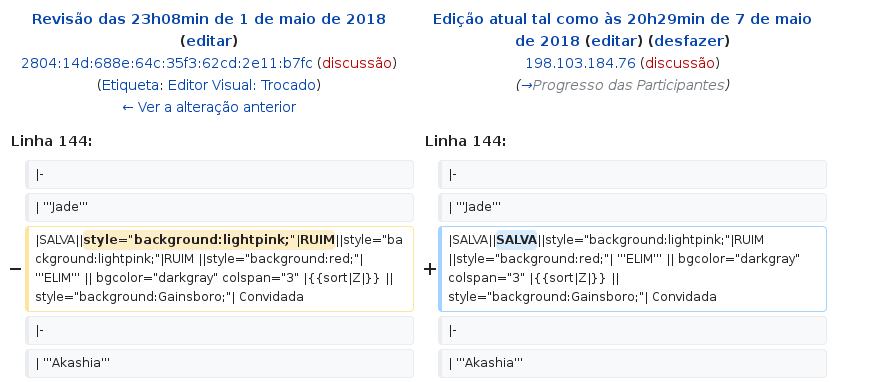 Revisão das 23h08min de 1 de maio de 2018
(editar)
2804:14d:688e:64c:35f3:62cd:2e11:b7fc (discussão)
(Etiqueta: Editor Visual: Trocado)
← Ver a alteração anterior
Edição atual tal como às 20h29min de 7 de maio
de 2018 (editar) (desfazer)
198.103.184.76 (discussão)
(→Progresso das Participantes)
Linha 144:
Linha 144:
|-
|-
| '''Jade'''
| '''Jade'''
−
|SALVA||style="background:lightpink;"|RUIM||style="ba
ckground:lightpink;"|RUIM ||style="background:red;"|
'''ELIM''' || bgcolor="darkgray" colspan="3" |{{sort|Z|}} ||
style="background:Gainsboro;"| Convidada
+
|SALVA||SALVA||style="background:lightpink;"|RUIM
||style="background:red;"| '''ELIM''' || bgcolor="darkgray"
colspan="3" |{{sort|Z|}} ||
style="background:Gainsboro;"| Convidada
|-
|-
| '''Akashia'''
| '''Akashia'''